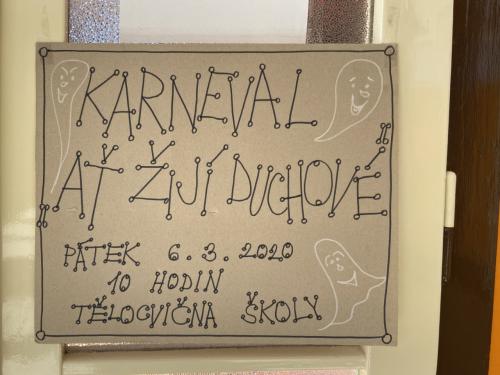 KARNEVAL
„AŤ ŽIJÍ DUCHOVÉ"
PÁTEK 6.3.2020
10 HODIN
TĚLOCVIČNA ŠKOLY